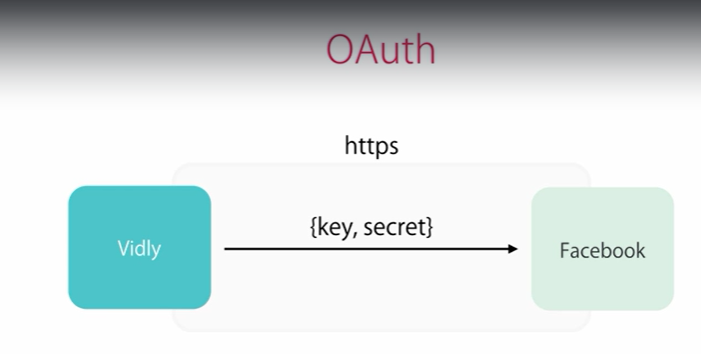 OAuth
https
{key, secret}
Vidly
Facebook